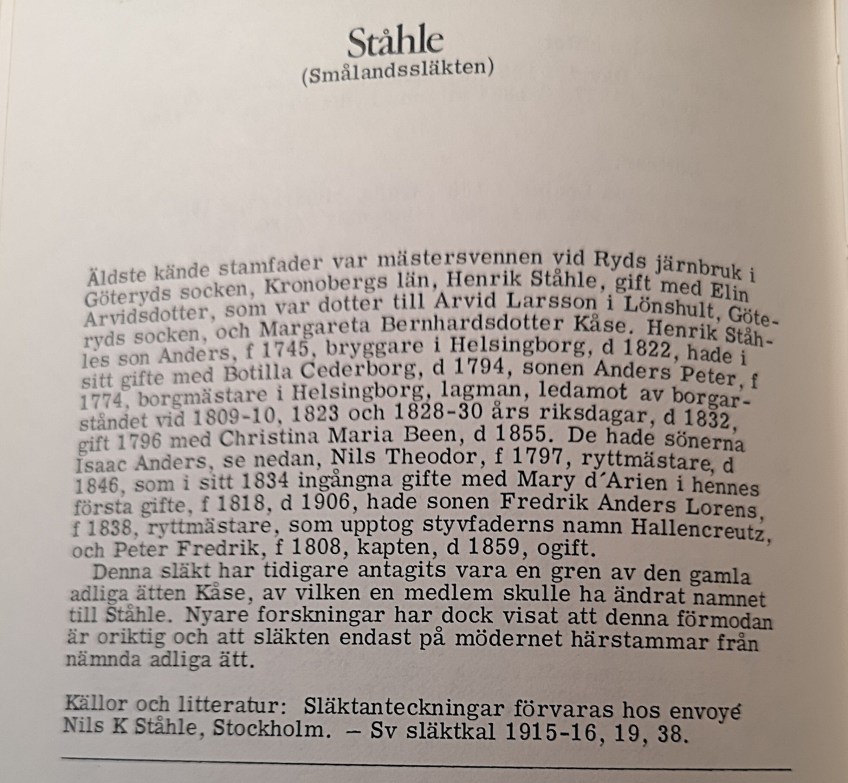 Ståhle
(Smålandssläkten)
Äldste kände stamfader var mästersvennen vid Ryds järnbruk i
Göteryds socken, Kronobergs län, Henrik Ståhle, gift med Elin
Arvidsdotter, som var dotter till Arvid Larsson i Lönshult, Göte-
ryds socken, och Margareta Bernhardsdotter Kåse. Henrik Ståh-
les son Anders, f 1745, bryggare i Helsingborg, d 1822, hade i
sitt gifte med Botilla Cederborg, d 1794, sonen Anders Peter, f
1774, borgmästare i Helsingborg, lagman, ledamot av borgar-
ståndet vid 1809-10, 1823 och 1828-30 års riksdagar, d 1832,
gift 1796 med Christina Maria Been, d 1855. De hade sönerna
Isaac Anders, se nedan, Nils Theodor, f 1797, ryttmästare, d
1846, som i sitt 1834 ingångna gifte med Mary d´Arien i hennes
första gifte, f 1818, d 1906, hade sonen Fredrik Anders Lorens,
f 1838, ryttmästare, som upptog styvfaderns namn Hallencreutz,
och Peter Fredrik, f 1808, kapten, d 1859, ogift.
Denna släkt har tidigare antagits vara en gren av den gamla
adliga ätten Kåse, av vilken en medlem skulle ha ändrat namnet
till Ståhle. Nyare forskningar har dock visat att denna förmodan
är oriktig och att släkten endast på mödernet härstammar från
nämnda adliga ätt.
Källor och litteratur: Släktanteckningar förvaras hos envoyé
Nils K Ståhle, Stockholm. – Sv släktkal 1915-16, 19, 38.